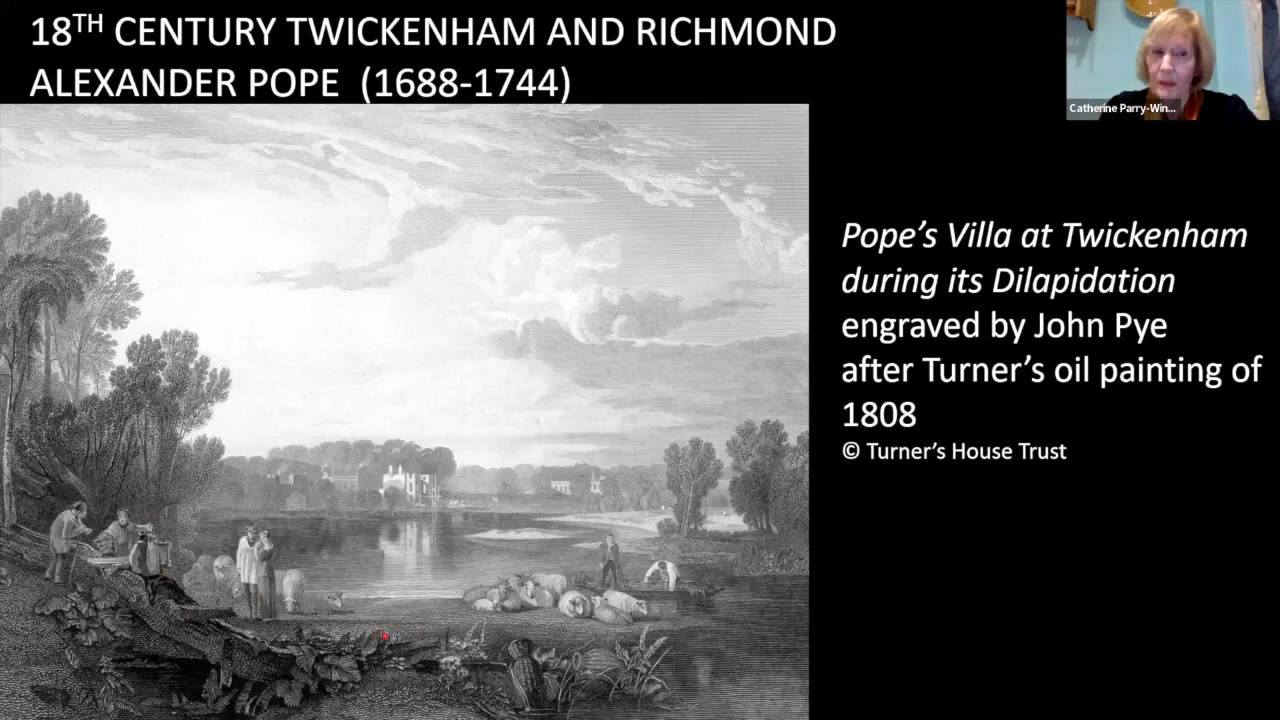 18TH CENTURY TWICKENHAM AND RICHMOND
ALEXANDER POPE (1688-1744)
Catherine Parry-Win...
Pope's Villa at Twickenham
during its Dilapidation
engraved by John Pye
after Turner's oil painting of
1808
© Turner's House Trust